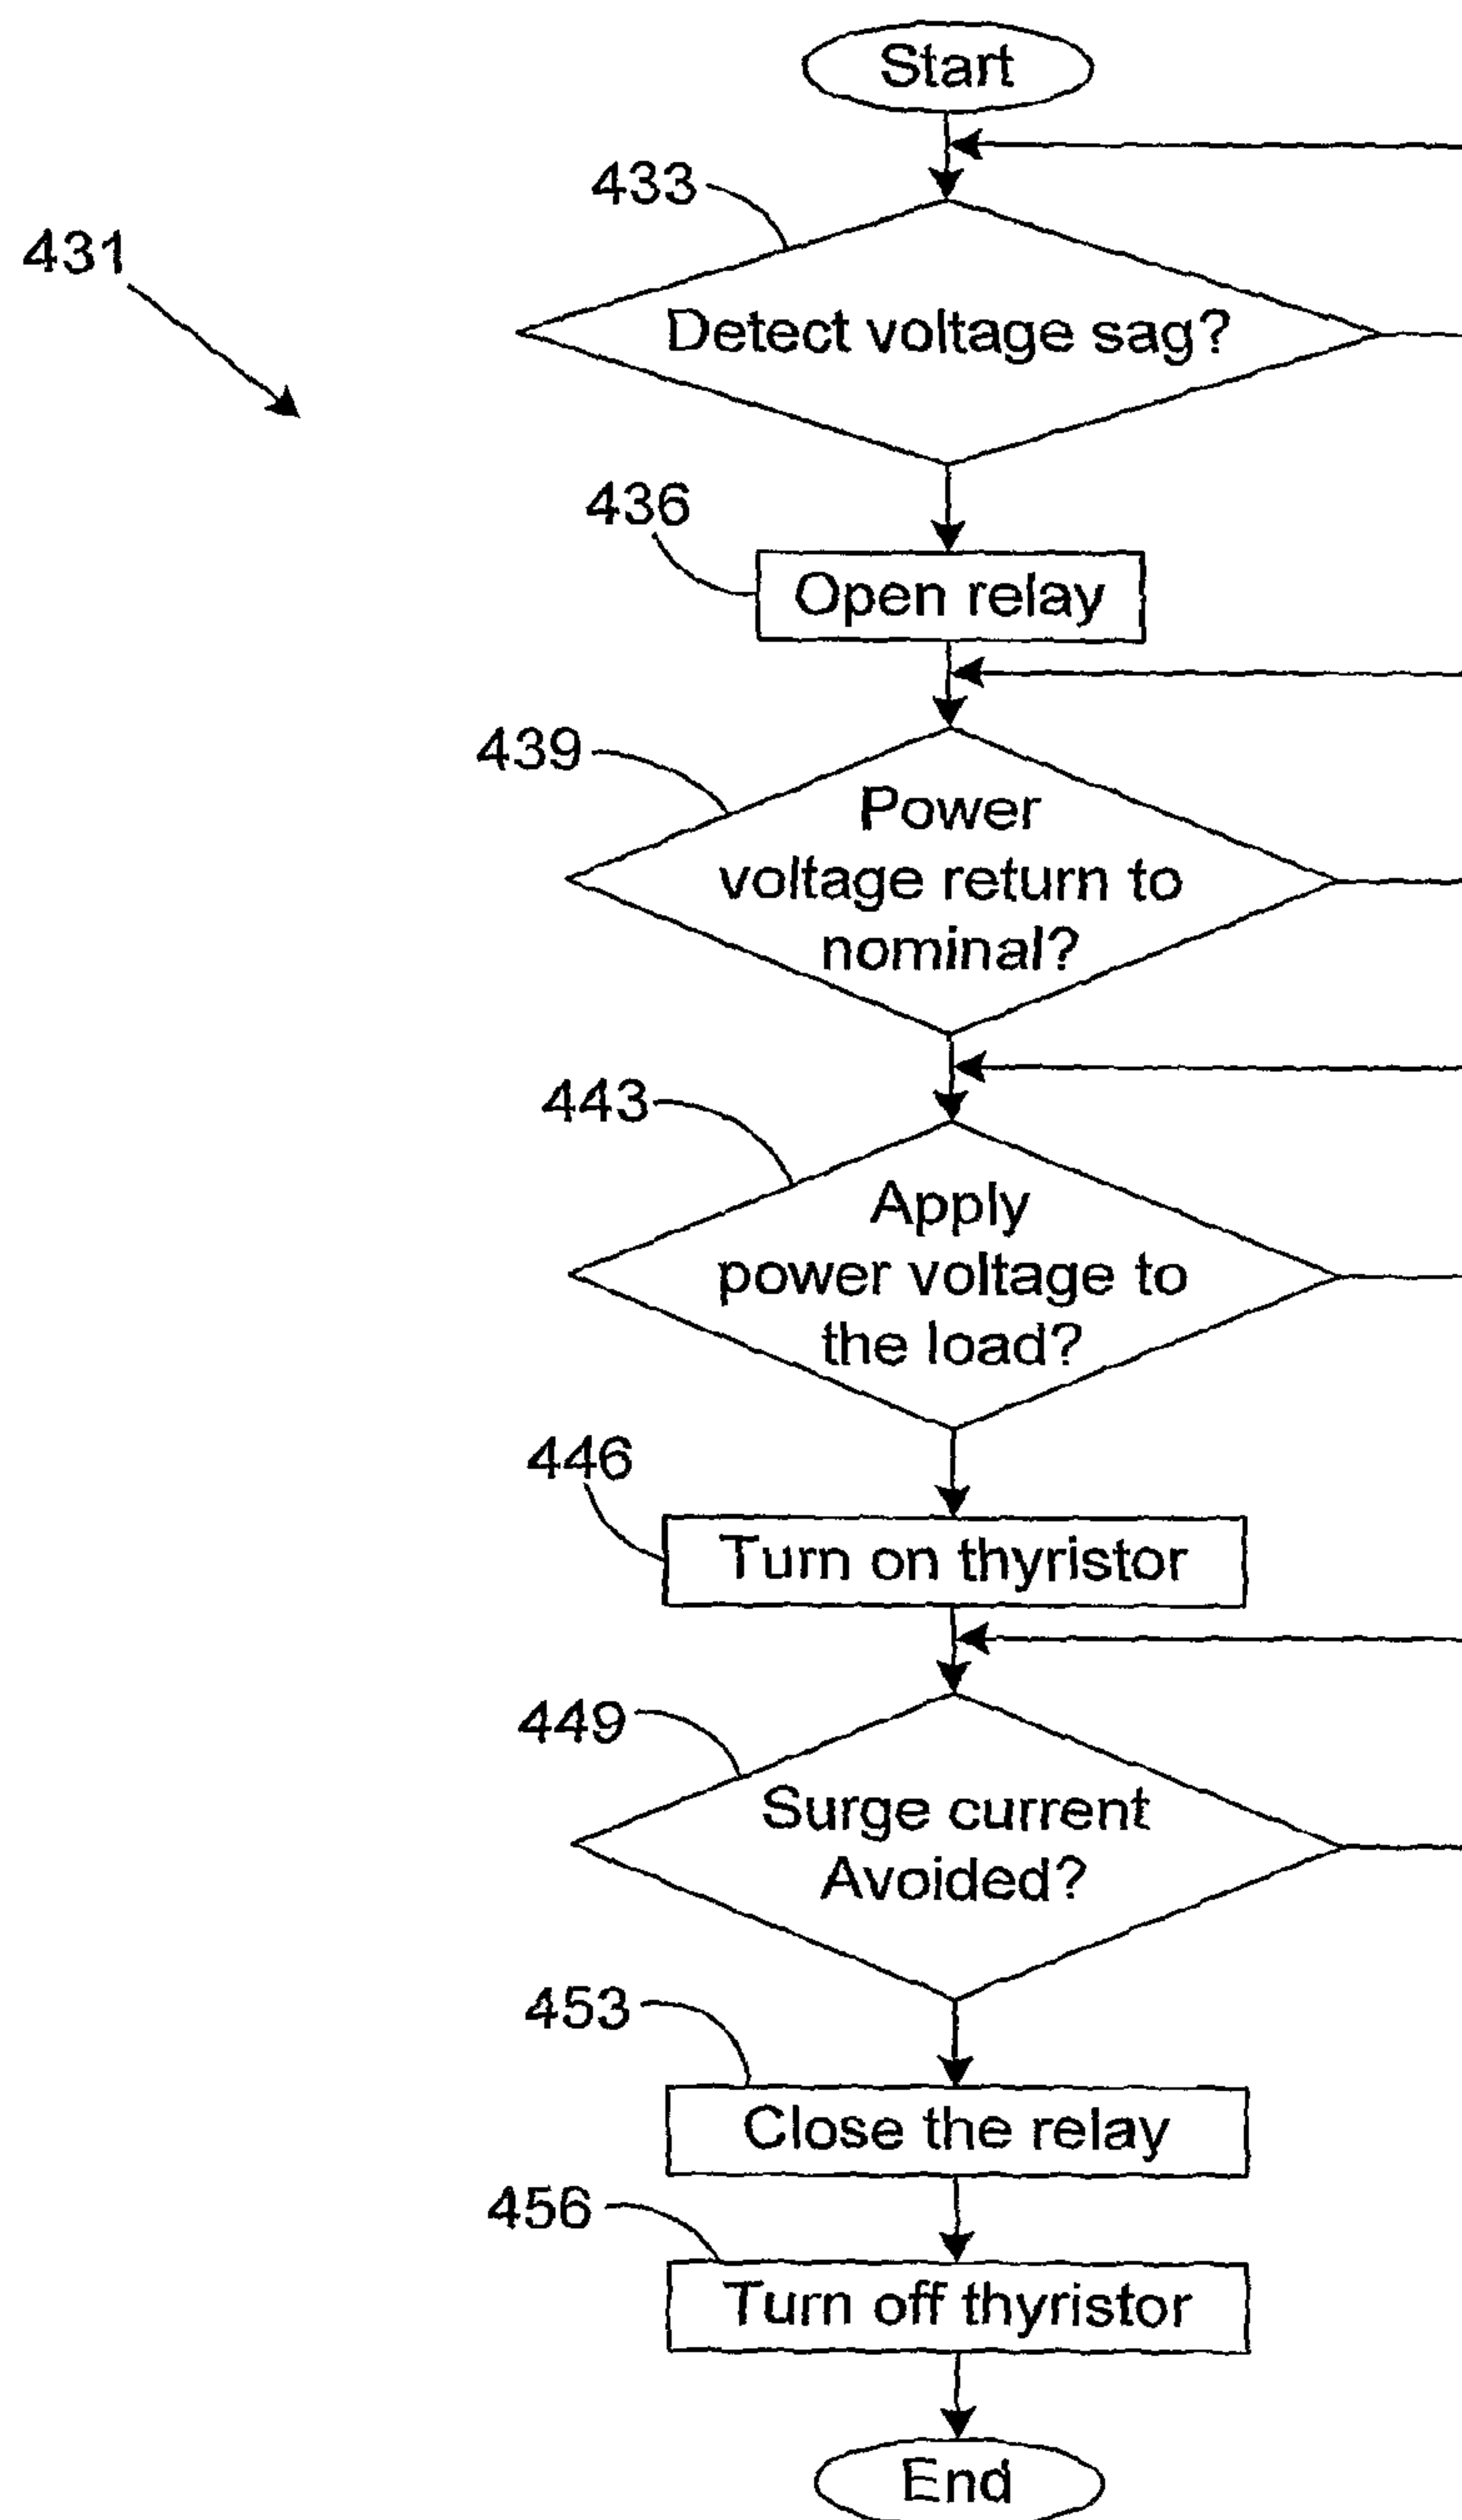 Start
433
431
Detect voltage sag?
436
Open relay
439
Power
voltage return to
nominal?
443
Apply
power voltage to
the load?
446
Turn on thyristor
449
Surge current
Avoided?
453
Close the relay
456
Turn off thyristor
End